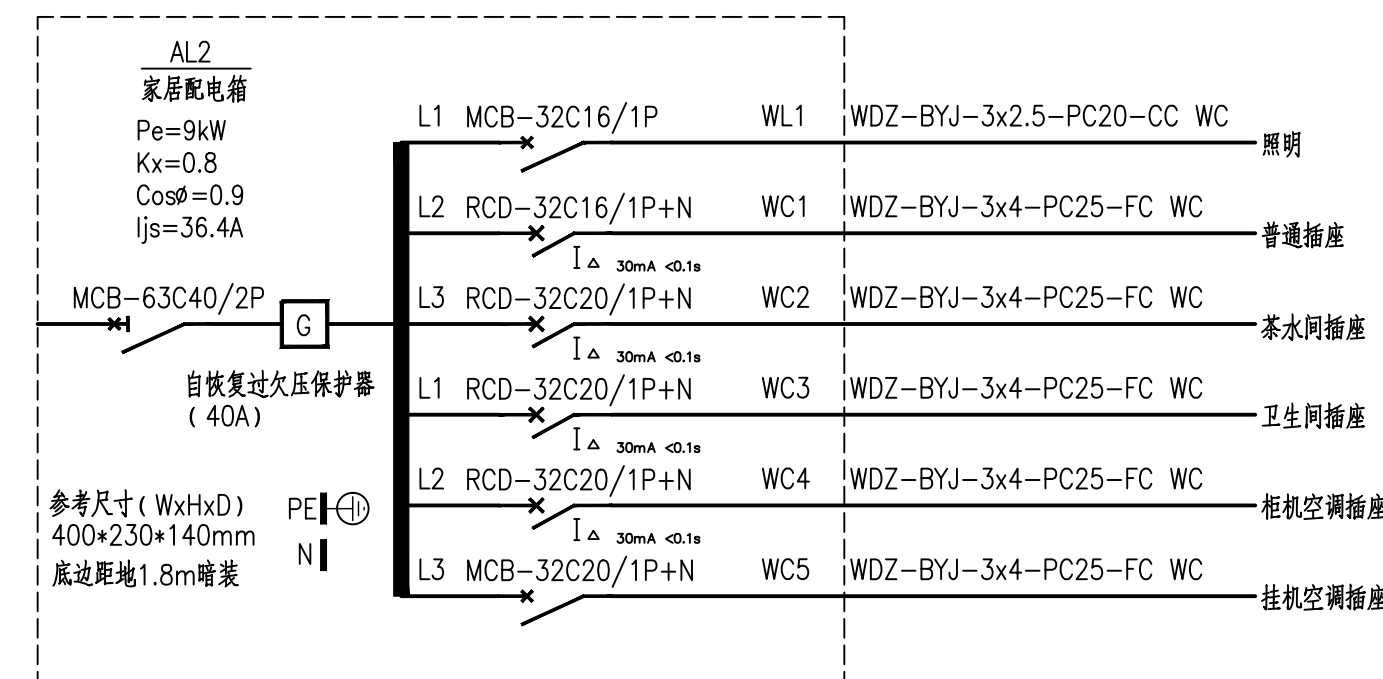 AL2
家居配电箱
Pe=9kW
Kx=0.8
Cosø=0.9
Ijs=36.4A
MCB-63C40/2P
G
自恢复过欠压保护器
(40A)
参考尺寸(WxHxD)
400*230*140mm
底边距地1.8m暗装
PE
N
L1 MCB-32C16/1P WL1 WDZ-BYJ-3x2.5-PC20-CC WC
照明
L2 RCD-32C16/1P+N WC1 WDZ-BYJ-3x4-PC25-FC WC
普通插座
I△ 30mA <0.1s
L3 RCD-32C20/1P+N WC2 WDZ-BYJ-3x4-PC25-FC WC
茶水间插座
I△ 30mA <0.1s
L1 RCD-32C20/1P+N WC3 WDZ-BYJ-3x4-PC25-FC WC
卫生间插座
I△ 30mA <0.1s
L2 RCD-32C20/1P+N WC4 WDZ-BYJ-3x4-PC25-FC WC
柜机空调插座
I△ 30mA <0.1s
L3 MCB-32C20/1P+N WC5 WDZ-BYJ-3x4-PC25-FC WC
挂机空调插座